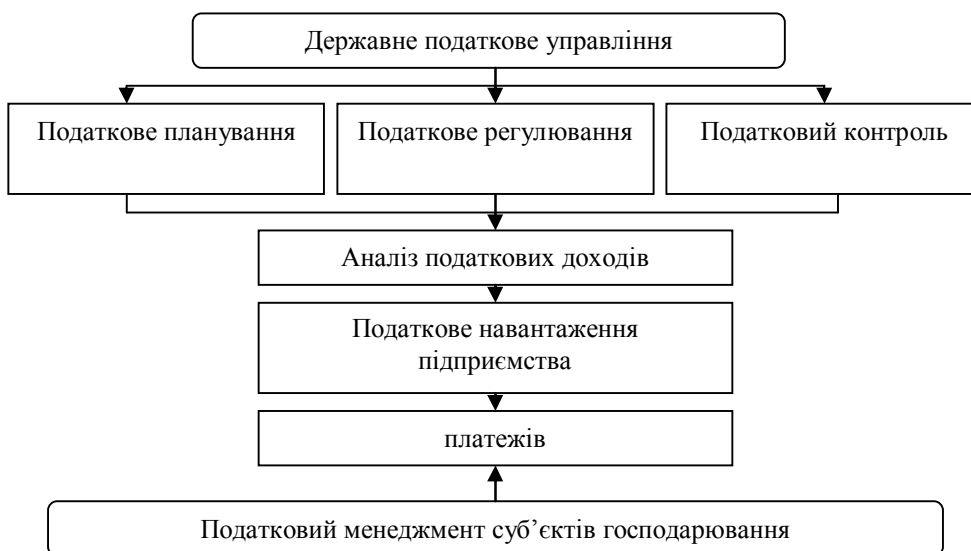 Державне податкове управління
Податкове планування
Податкове регулювання
Податковий контроль
Аналіз податкових доходів
Податкове навантаження
підприємства
платежів
Податковий менеджмент суб’єктів господарювання